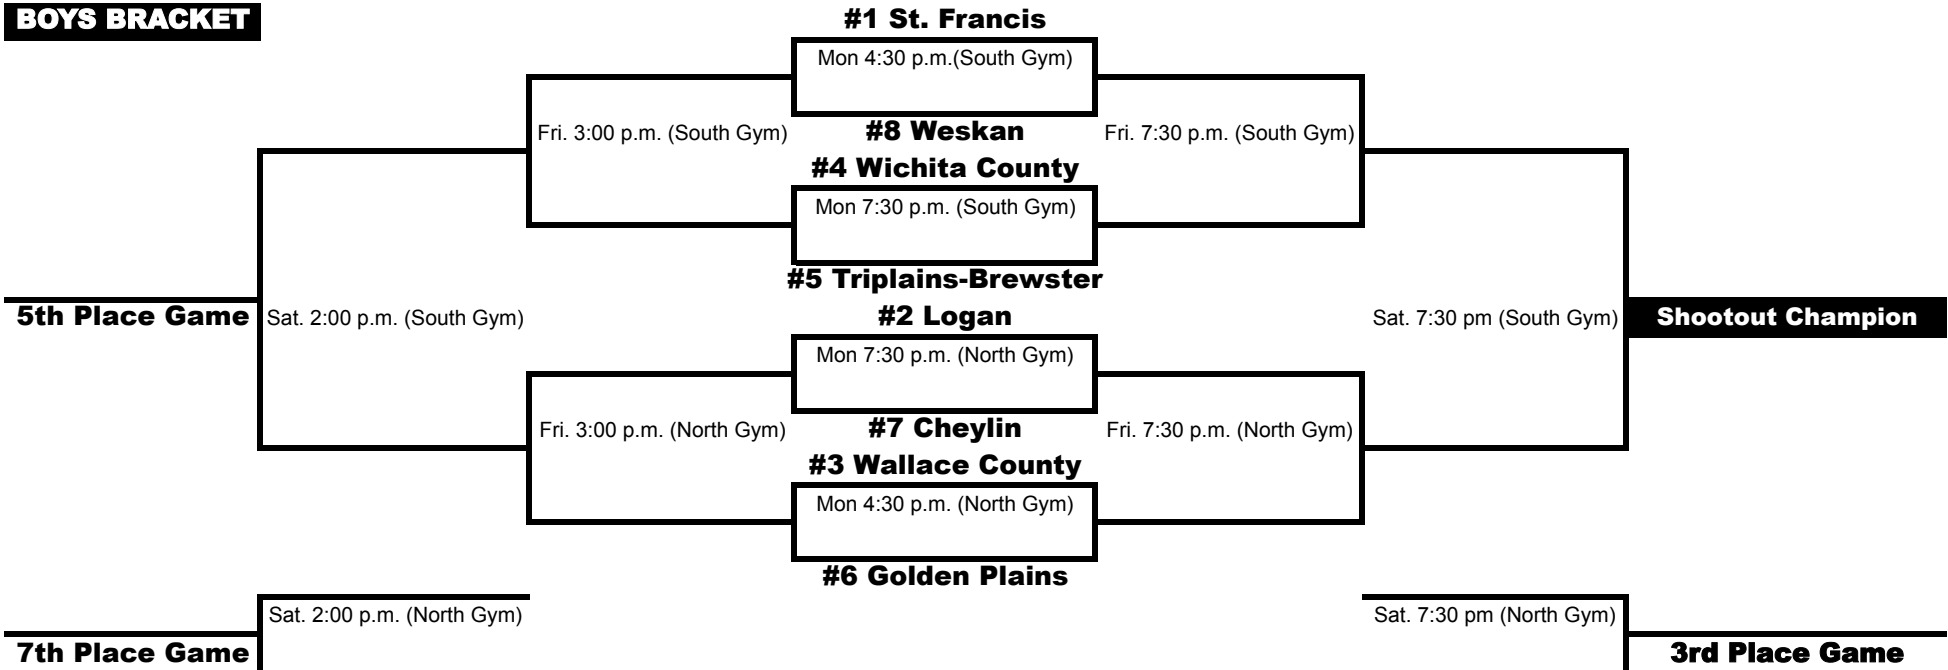 BOYS BRACKET
#1 St. Francis
Mon 4:30 p.m.(South Gym)
Fri. 3:00 p.m. (South Gym)
#8 Weskan
Fri. 7:30 p.m. (South Gym)
#4 Wichita County
Mon 7:30 p.m. (South Gym)
#5 Triplains-Brewster
5th Place Game
Sat. 2:00 p.m. (South Gym)
#2 Logan
Sat. 7:30 pm (South Gym)
Shootout Champion
Mon 7:30 p.m. (North Gym)
Fri. 3:00 p.m. (North Gym)
#7 Cheylin
Fri. 7:30 p.m. (North Gym)
#3 Wallace County
Mon 4:30 p.m. (North Gym)
#6 Golden Plains
Sat. 2:00 p.m. (North Gym)
Sat. 7:30 pm (North Gym)
7th Place Game
3rd Place Game